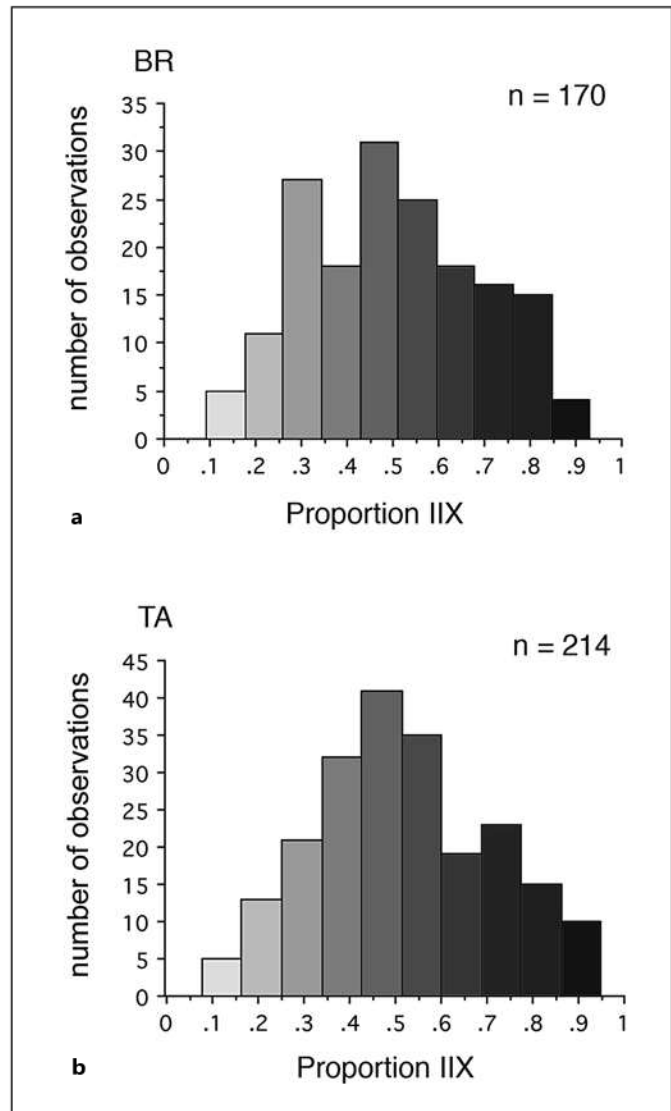 BR
n = 170
35
30
25
20
15
10
5
0
number of observations
0 .1 .2 .3 .4 .5 .6 .7 .8 .9 1
Proportion IIX
a
TA
n = 214
45
40
35
30
25
20
15
10
5
0
number of observations
0 .1 .2 .3 .4 .5 .6 .7 .8 .9 1
Proportion IIX
b